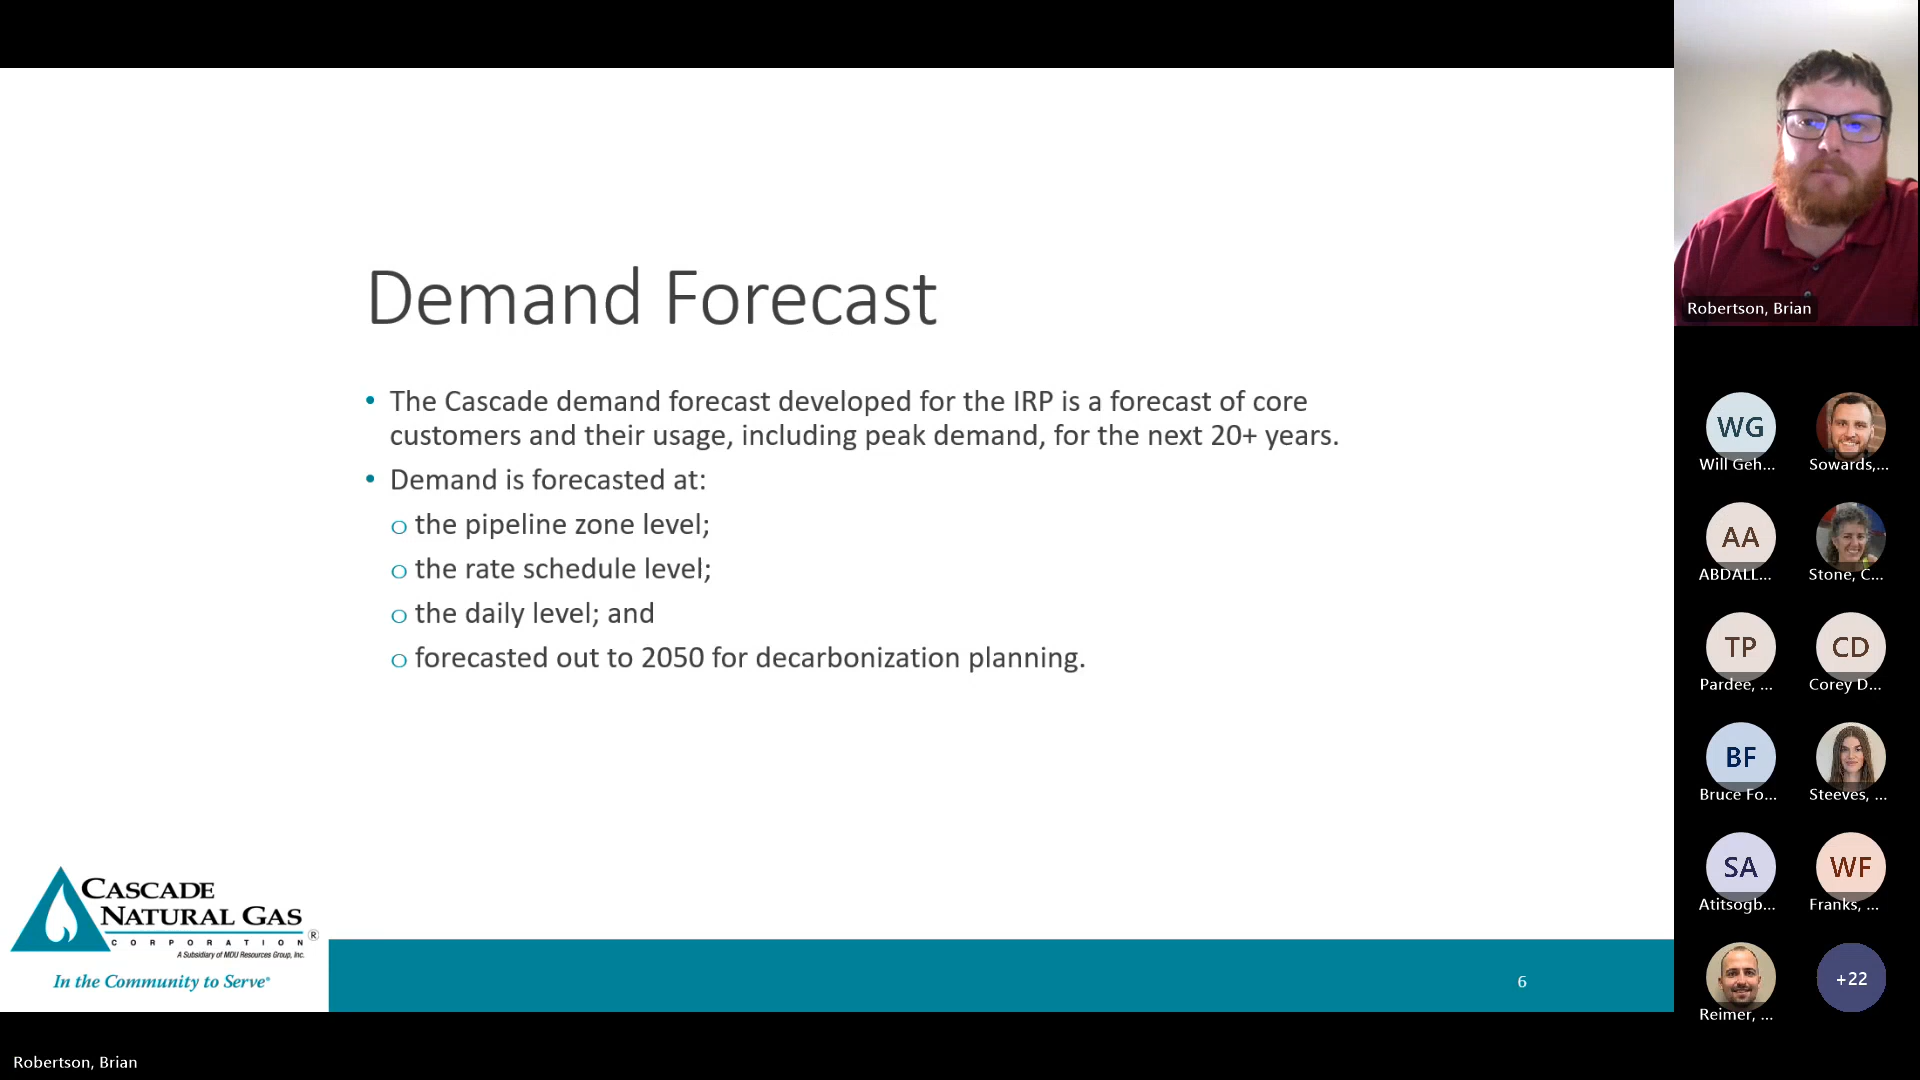 Demand Forecast
• The Cascade demand forecast developed for the IRP is a forecast of core
customers and their usage, including peak demand, for the next 20+ years.
• Demand is forecasted at:
o the pipeline zone level;
o the rate schedule level;
o the daily level; and
o forecasted out to 2050 for decarbonization planning.
CASCADE
NATURAL GAS
CORPORATION ®
A Subsidiary of MDU Resources Group, Inc.
In the Community to Serve®
6
Robertson, Brian
Robertson, Brian
WG
Will Geh...
Sowards,...
AA
ABDALL...
Stone, C...
TP
Pardee, ...
CD
Corey D...
BF
Bruce Fo...
Steeves, ...
SA
Atitsogb...
WF
Franks, ...
Reimer, ...
+22